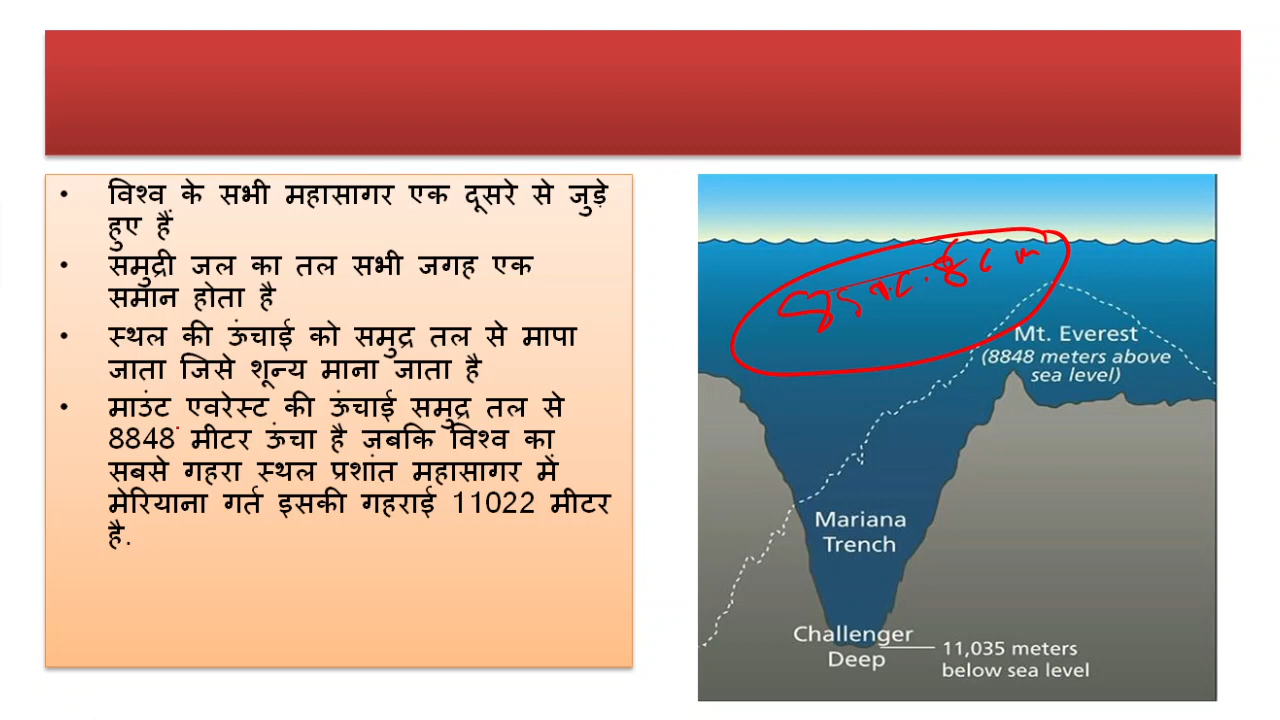 विश्व के सभी महासागर एक दूसरे से जुड़े
हुए हैं
समुद्री जल का तल सभी जगह एक
समान होता है
स्थल की ऊंचाई को समुद्र तल से मापा
जाता जिसे शून्य माना जाता है
माउंट एवरेस्ट की ऊंचाई समुद्र तल से
8848 मीटर ऊंचा है जबकि विश्व का
सबसे गहरा स्थल प्रशांत महासागर में
मेरियाना गर्त इसकी गहराई 11022 मीटर
है.
Mt. Everest
(8848 meters above
sea level)
Mariana
Trench
Challenger
Deep
11,035 meters
below sea level